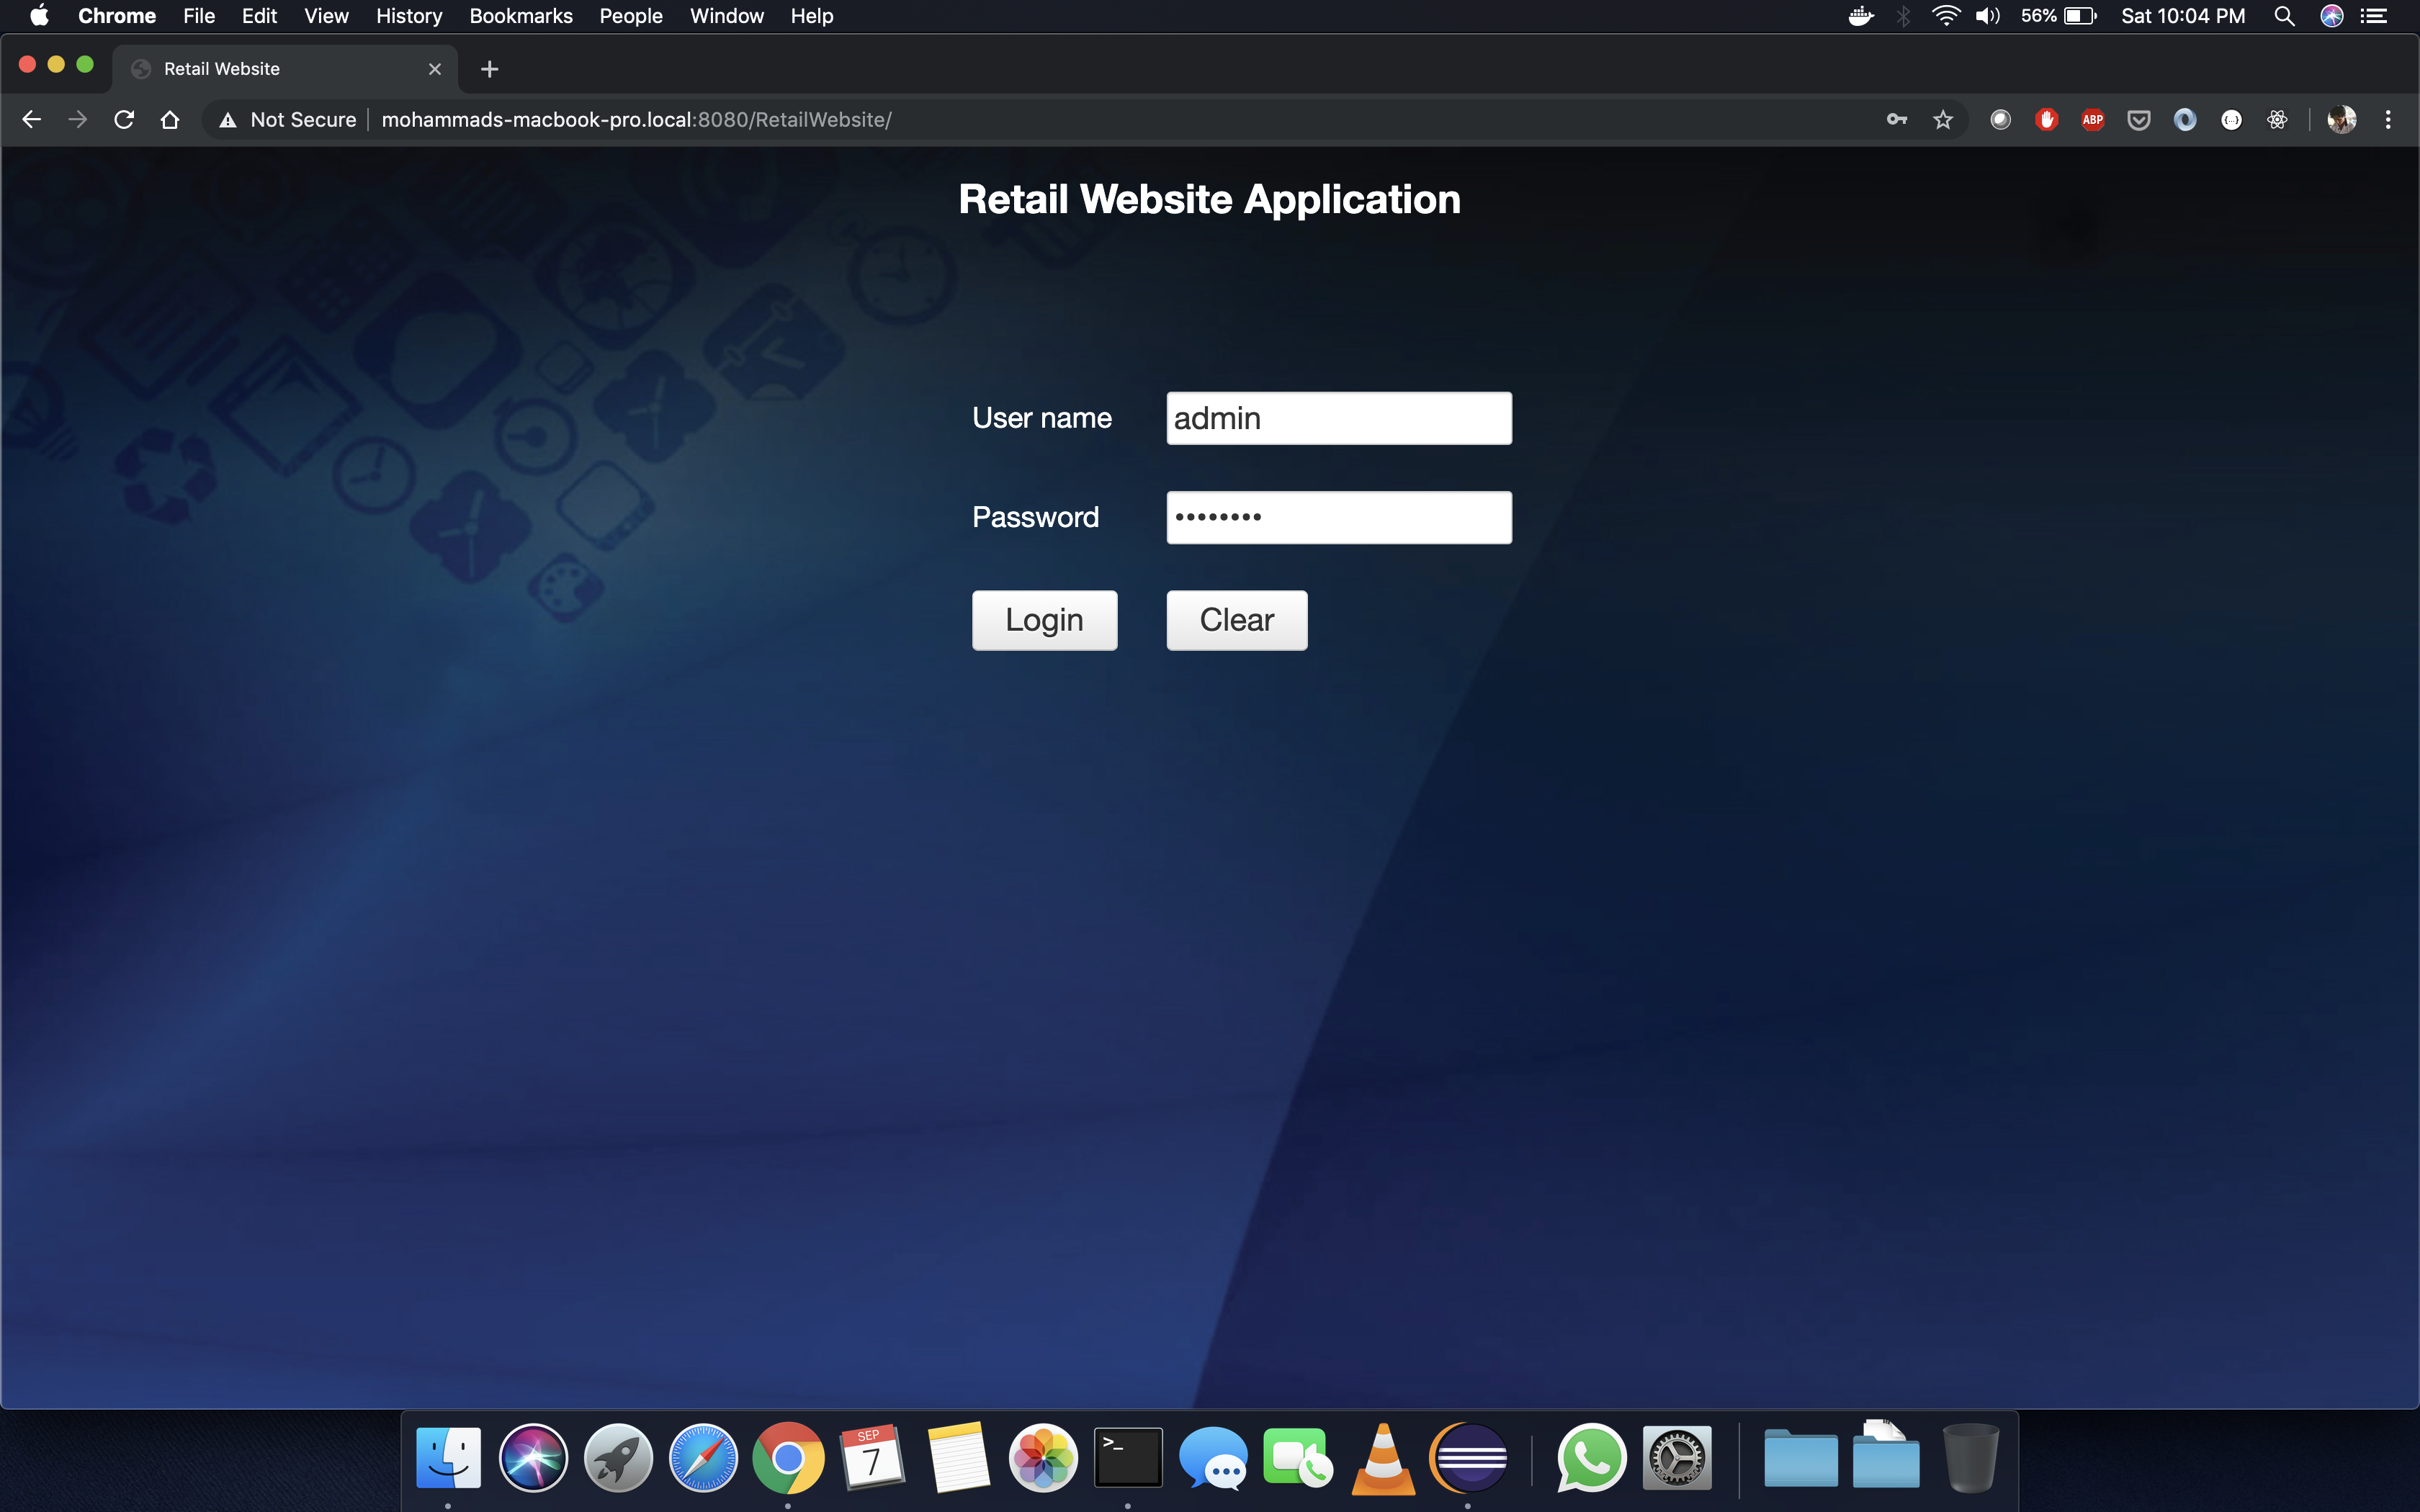 Chrome File Edit View History Bookmarks People Window Help 56% Sat 10:04 PM
Retail Website
Not Secure mohammads-macbook-pro.local:8080/RetailWebsite/ ABP
Retail Website Application
User name admin
Password ••••••••
Login Clear
SEP
7
>_